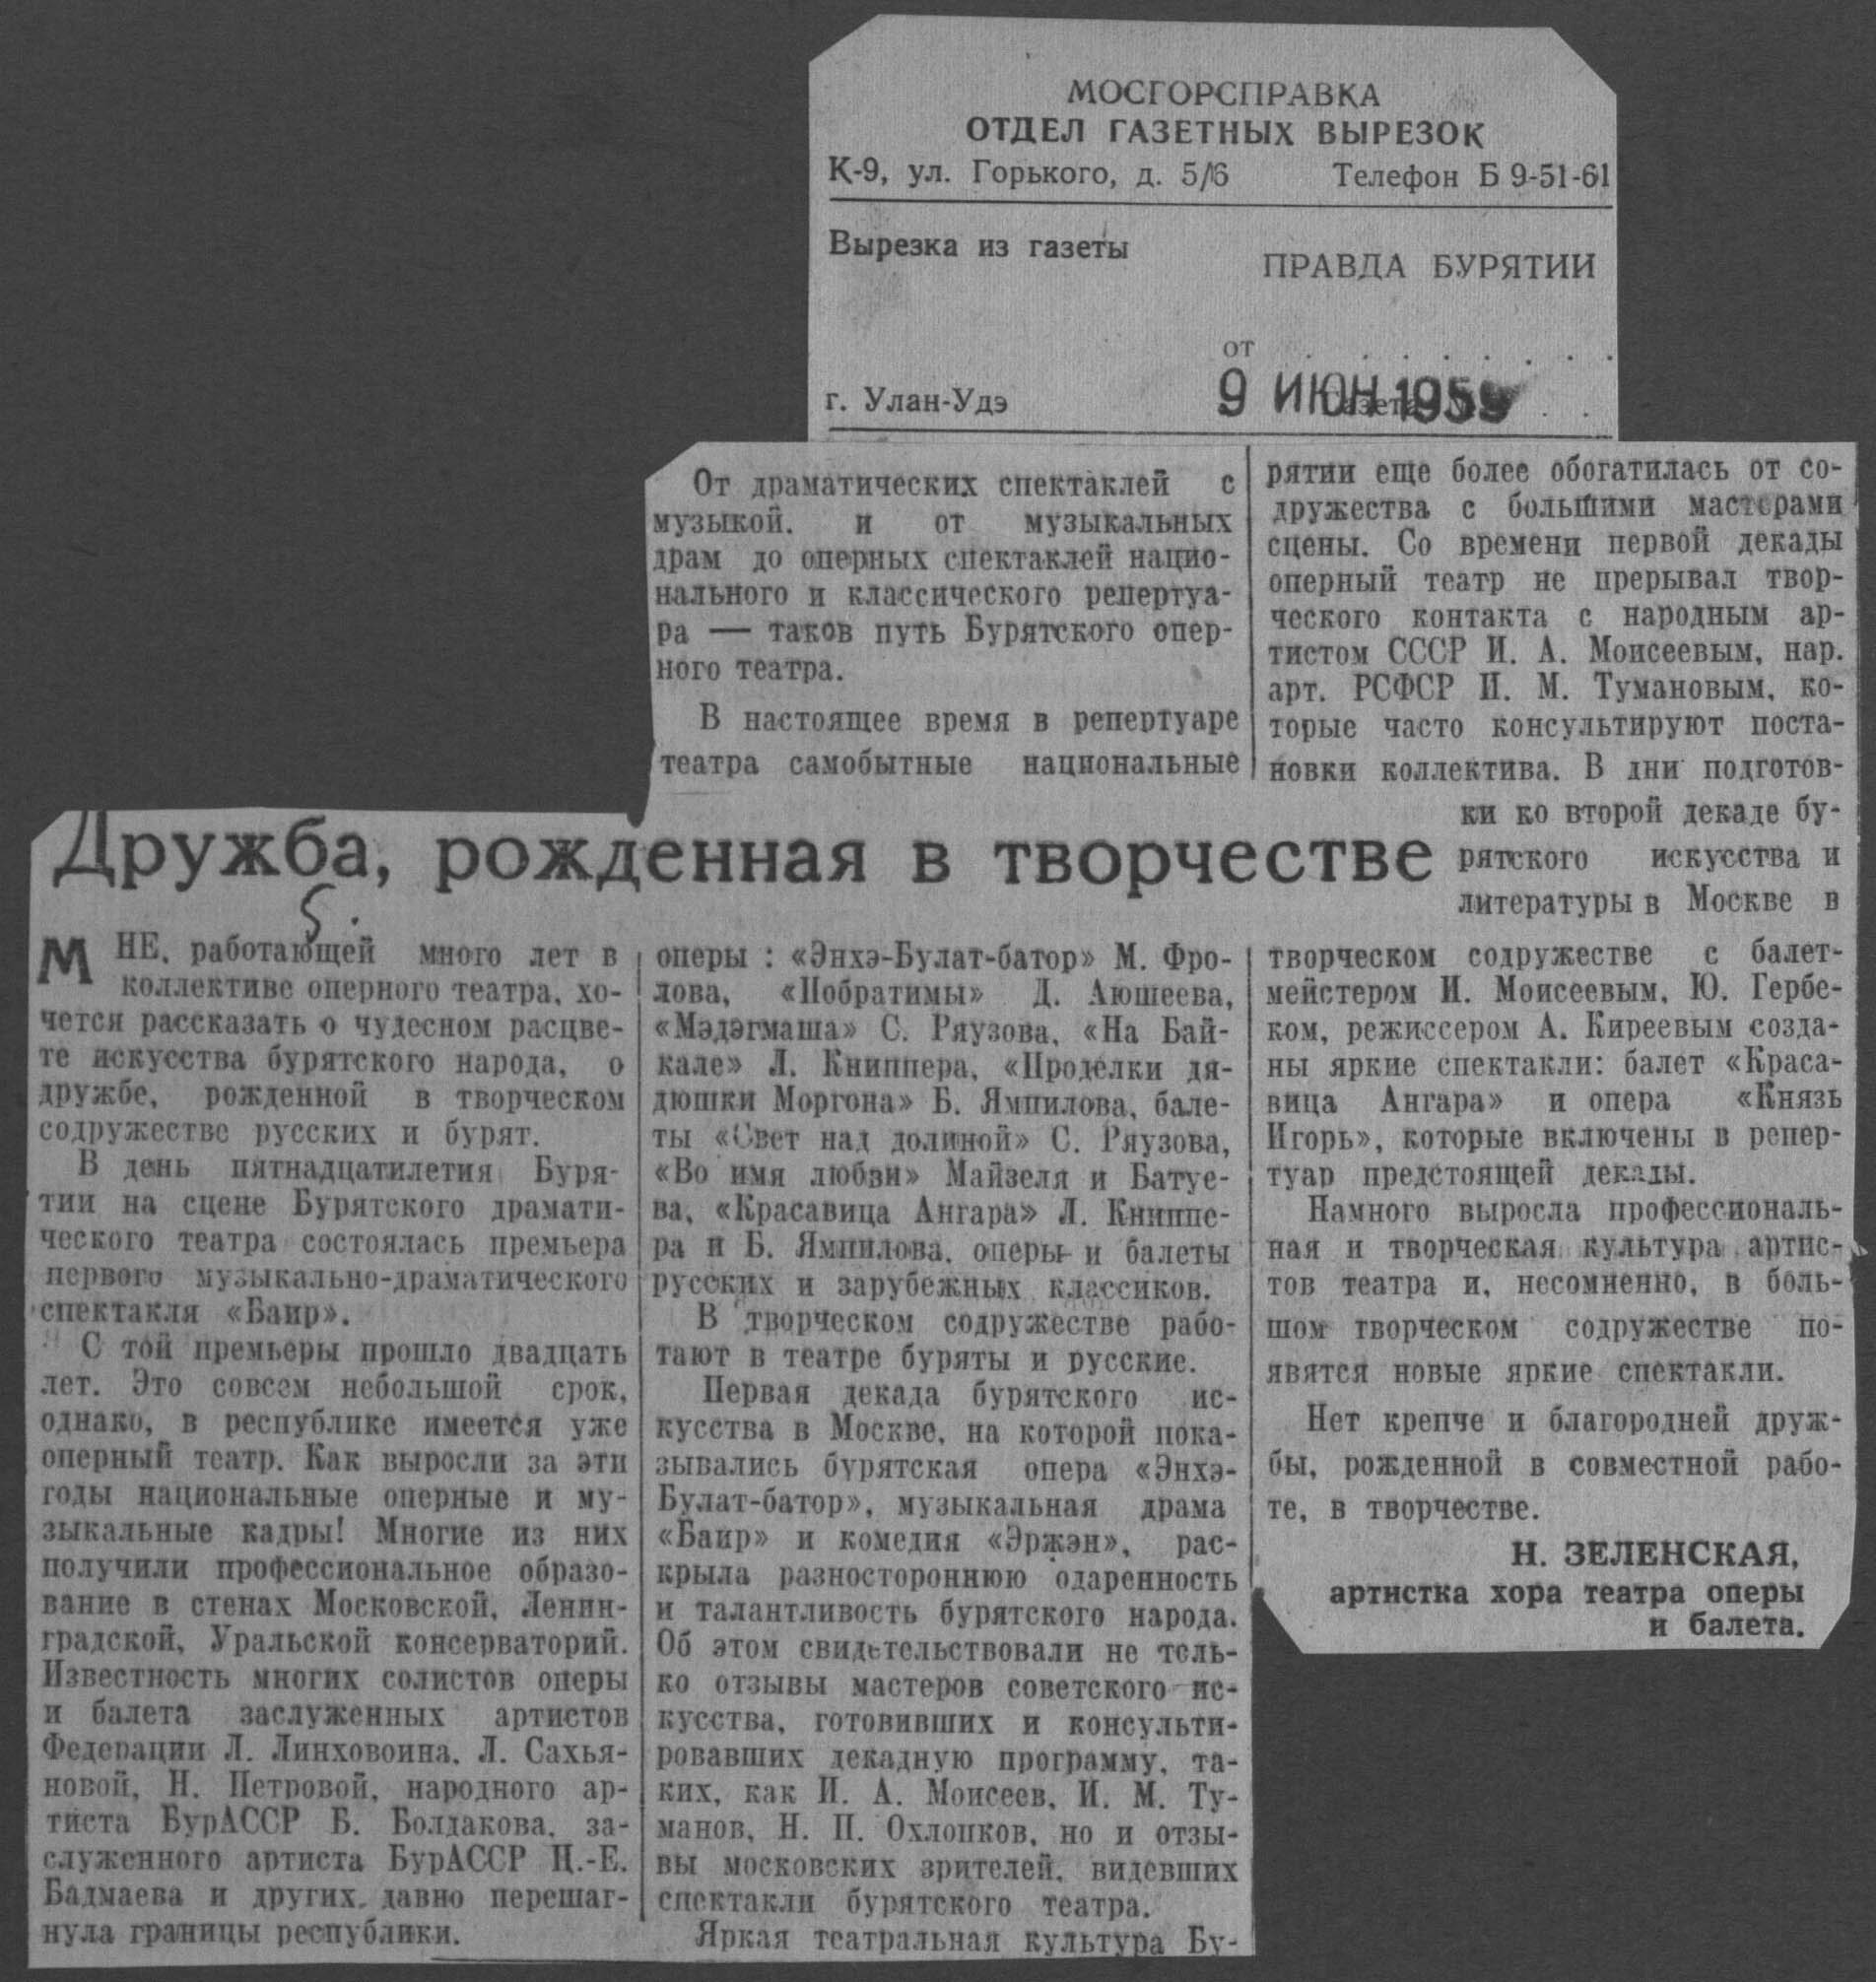 МОСГОРСПРАВКА
ОТДЕЛ ГАЗЕТНЫХ ВЫРЕЗОК
К-9, ул. Горького, д. 5/6 Телефон Б 9-51-61
Вырезка из газеты
ПРАВДА БУРЯТИИ
от . . . . . . . .
г. Улан-Удэ 9 ИЮН 1959
Дружба, рожденная в творчестве
5.
МНЕ, работающей много лет в
коллективе оперного театра, хо-
чется рассказать о чудесном расцве-
те искусства бурятского народа, о
дружбе, рожденной в творческом
содружестве русских и бурят.
В день пятнадцатилетия Буря-
тии на сцене Бурятского драмати-
ческого театра состоялась премьера
первого музыкально-драматического
спектакля «Баир».
С той премьеры прошло двадцать
лет. Это совсем небольшой срок,
однако, в республике имеется уже
оперный театр. Как выросли за эти
годы национальные оперные и му-
зыкальные кадры! Многие из них
получили профессиональное образо-
вание в стенах Московской, Ленин-
градской, Уральской консерваторий.
Известность многих солистов оперы
и балета заслуженных артистов
Федерации Л. Линховоина, Л. Сахья-
новой, Н. Петровой, народного ар-
тиста БурАССР Б. Болдакова, за-
служенного артиста БурАССР Ц.-Е.
Бадмаева и других, давно перешаг-
нула границы республики.
От драматических спектаклей с
музыкой. и от музыкальных
драм до оперных спектаклей нацио-
нального и классического репертуа-
ра — таков путь Бурятского опер-
ного театра.
В настоящее время в репертуаре
театра самобытные национальные
оперы : «Энхэ-Булат-батор» М. Фро-
лова, «Побратимы» Д. Аюшеева,
«Мэдэгмаша» С. Ряузова, «На Бай-
кале» Л. Книппера, «Проделки дя-
дюшки Моргона» Б. Ямпилова, бале-
ты «Свет над долиной» С. Ряузова,
«Во имя любви» Майзеля и Батуе-
ва, «Красавица Ангара» Л. Книппе-
ра и Б. Ямпилова, оперы и балеты
русских и зарубежных классиков.
В творческом содружестве рабо-
тают в театре буряты и русские.
Первая декада бурятского ис-
кусства в Москве, на которой пока-
зывались бурятская опера «Энхэ-
Булат-батор», музыкальная драма
«Баир» и комедия «Эржэн», рас-
крыла разностороннюю одаренность
и талантливость бурятского народа.
Об этом свидетельствовали не толь-
ко отзывы мастеров советского ис-
кусства, готовивших и консульти-
ровавших декадную программу, та-
ких, как И. А. Моисеев, И. М. Ту-
манов, Н. П. Охлопков, но и отзы-
вы московских зрителей, видевших
спектакли бурятского театра.
Яркая театральная культура Бу-
рятии еще более обогатилась от со-
дружества с большими мастерами
сцены. Со времени первой декады
оперный театр не прерывал твор-
ческого контакта с народным ар-
тистом СССР И. А. Моисеевым, нар.
арт. РСФСР И. М. Тумановым, ко-
торые часто консультируют поста-
новки коллектива. В дни подготов-
ки ко второй декаде бу-
рятского искусства и
литературы в Москве в
творческом содружестве с балет-
мейстером И. Моисеевым, Ю. Гербе-
ком, режиссером А. Киреевым созда-
ны яркие спектакли: балет «Краса-
вица Ангара» и опера «Князь
Игорь», которые включены в репер-
туар предстоящей декады.
Намного выросла профессиональ-
ная и творческая культура артис-
тов театра и, несомненно, в боль-
шом творческом содружестве по-
явятся новые яркие спектакли.
Нет крепче и благородней друж-
бы, рожденной в совместной рабо-
те, в творчестве.
Н. ЗЕЛЕНСКАЯ,
артистка хора театра оперы
и балета.